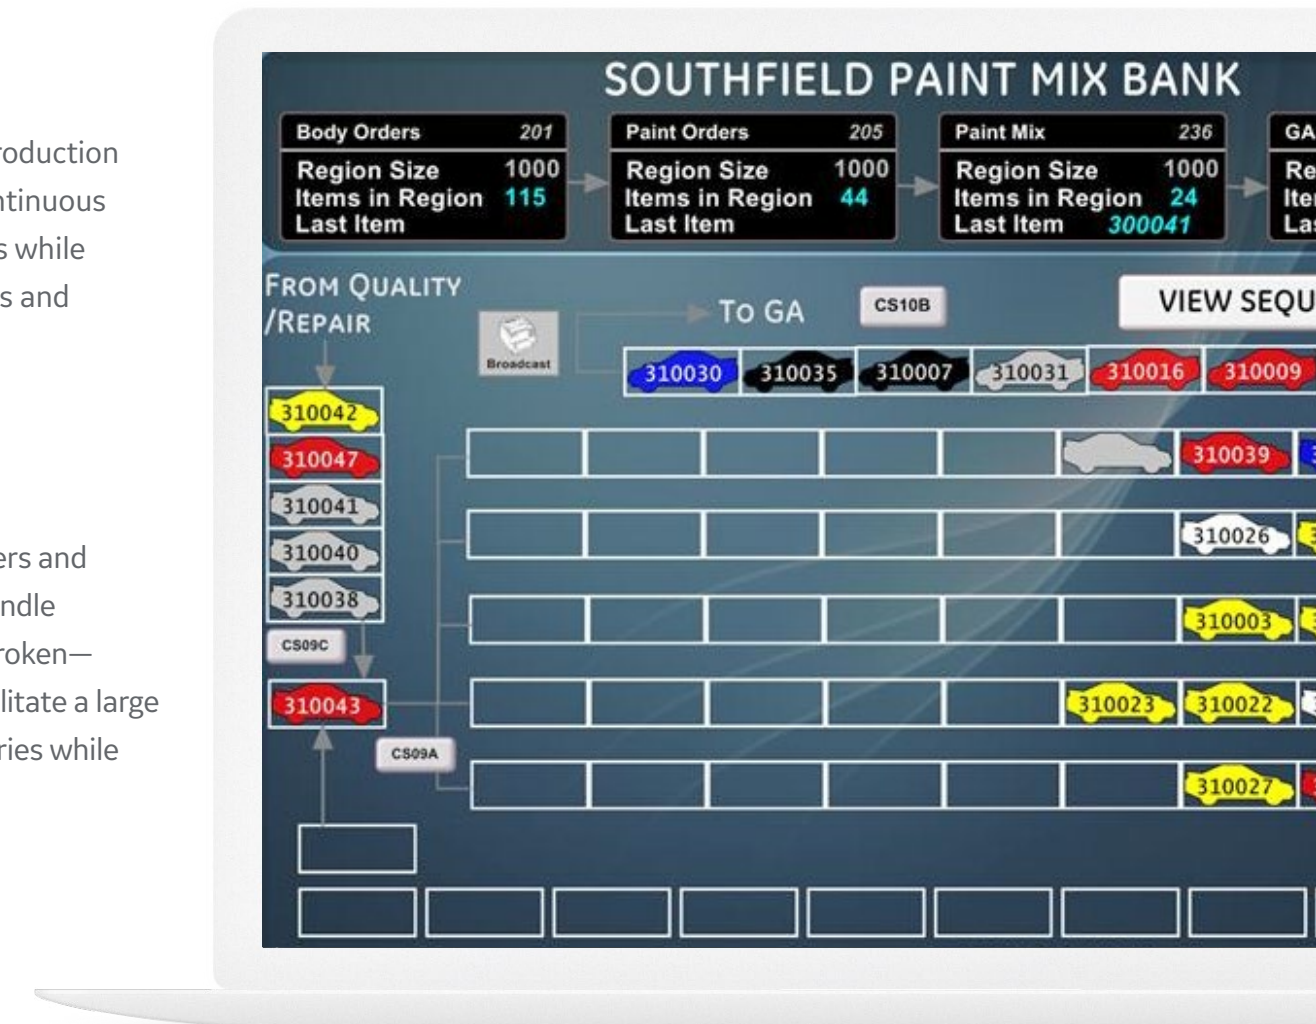 roduction
ntinuous
s while
s and
ers and
ndle
roken—
litate a large
ries while
SOUTHFIELD PAINT MIX BANK
Body Orders 201
Region Size 1000
Items in Region 115
Last Item
Paint Orders 205
Region Size 1000
Items in Region 44
Last Item
Paint Mix 236
Region Size 1000
Items in Region 24
Last Item 300041
GA
Re
Ite
Las
FROM QUALITY
/REPAIR
Broadcast
TO GA
CS10B
VIEW SEQU
310030 310035 310007 310031 310016 310009
310042
310047
310041
310040
310038
CS09C
310043
CS09A
310039
310026
310003
310023 310022
310027